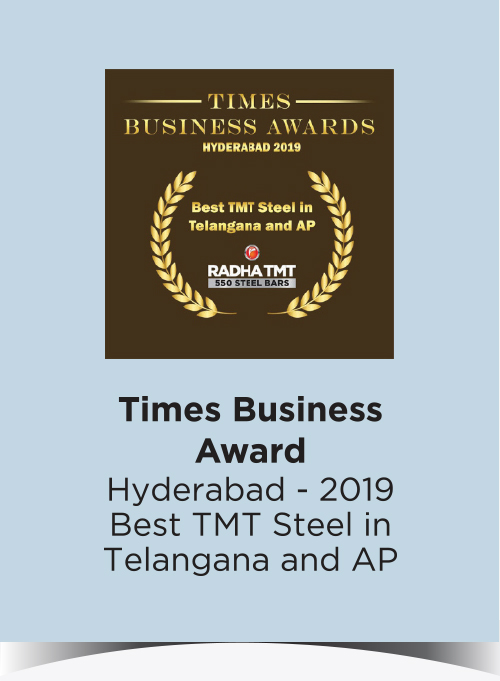 TIMES
BUSINESS AWARDS
HYDERABAD 2019
Best TMT Steel in
Telangana and AP
RADHA TMT
550 STEEL BARS
Times Business
Award
Hyderabad - 2019
Best TMT Steel in
Telangana and AP